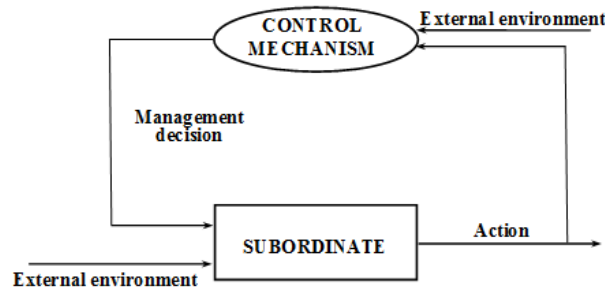 CONTROL
MECHANISM
External environment
Management
decision
SUBORDINATE
Action
External environment